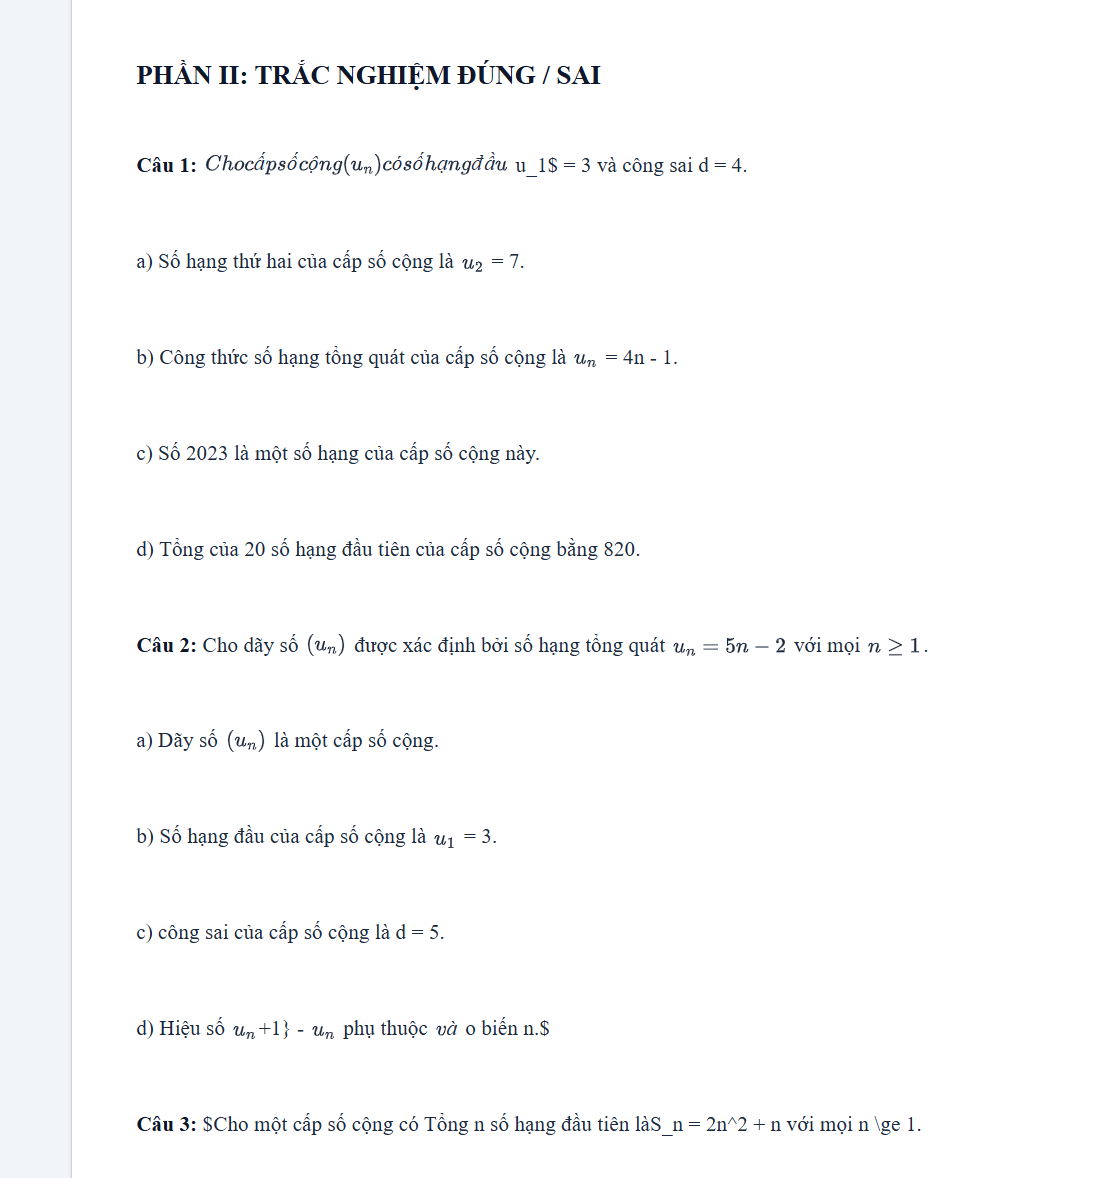 PHẦN II: TRẮC NGHIỆM ĐÚNG / SAI
Câu 1: Chocấpsốcộng(uₙ)cósốhạngđầu u_1$ = 3 và công sai d = 4.
a) Số hạng thứ hai của cấp số cộng là u₂ = 7.
b) Công thức số hạng tổng quát của cấp số cộng là uₙ = 4n - 1.
c) Số 2023 là một số hạng của cấp số cộng này.
d) Tổng của 20 số hạng đầu tiên của cấp số cộng bằng 820.
Câu 2: Cho dãy số (uₙ) được xác định bởi số hạng tổng quát uₙ = 5n − 2 với mọi n ≥ 1.
a) Dãy số (uₙ) là một cấp số cộng.
b) Số hạng đầu của cấp số cộng là u₁ = 3.
c) công sai của cấp số cộng là d = 5.
d) Hiệu số uₙ+1} - uₙ phụ thuộc và o biến n.$
Câu 3: $Cho một cấp số cộng có Tổng n số hạng đầu tiên làS_n = 2n^2 + n với mọi n \ge 1.